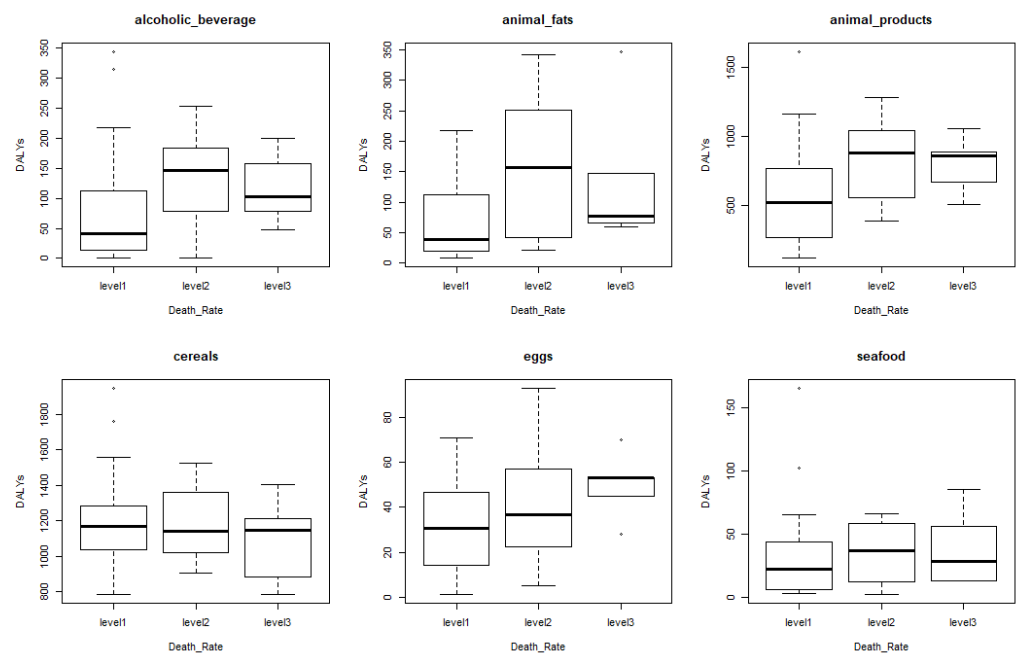 alcoholic_beverage
DALYs
0 50 100 150 200 250 300 350
level1 level2 level3
Death_Rate
animal_fats
DALYs
0 50 100 150 200 250 300 350
level1 level2 level3
Death_Rate
animal_products
DALYs
500 1000 1500
level1 level2 level3
Death_Rate
cereals
DALYs
800 1000 1200 1400 1600 1800
level1 level2 level3
Death_Rate
eggs
DALYs
0 20 40 60 80
level1 level2 level3
Death_Rate
seafood
DALYs
0 50 100 150
level1 level2 level3
Death_Rate